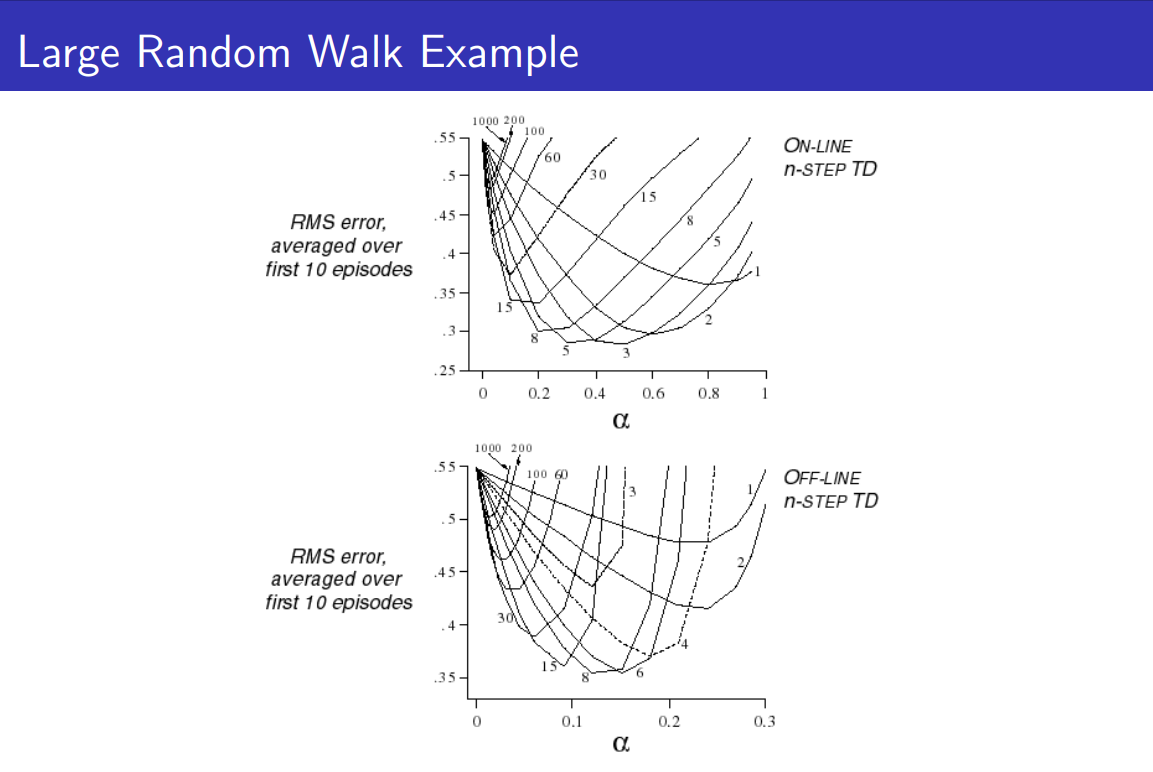 Large Random Walk Example
1000 200
100
.55
60
ON-LINE
n-STEP TD
.5
30
15
.45
8
RMS error,
averaged over
first 10 episodes
5
.4
1
.35
15
2
.3
8
5
3
.25
0 0.2 0.4 0.6 0.8 1
α
1000 200
.55
100 60
3
1
OFF-LINE
n-STEP TD
.5
2
RMS error,
averaged over
first 10 episodes
.45
30
.4
4
15
8
6
.35
0 0.1 0.2 0.3
α